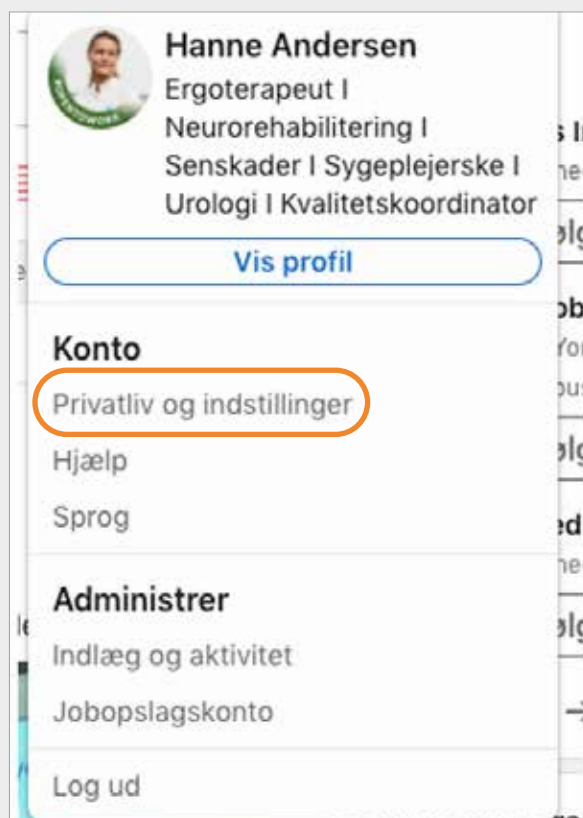 Hanne Andersen
Ergoterapeut I
Neurorehabilitering I
Senskader I Sygeplejerske I
Urologi I Kvalitetskoordinator
Vis profil
Konto
Privatliv og indstillinger
Hjælp
Sprog
Administrer
Indlæg og aktivitet
Jobopslagskonto
Log ud